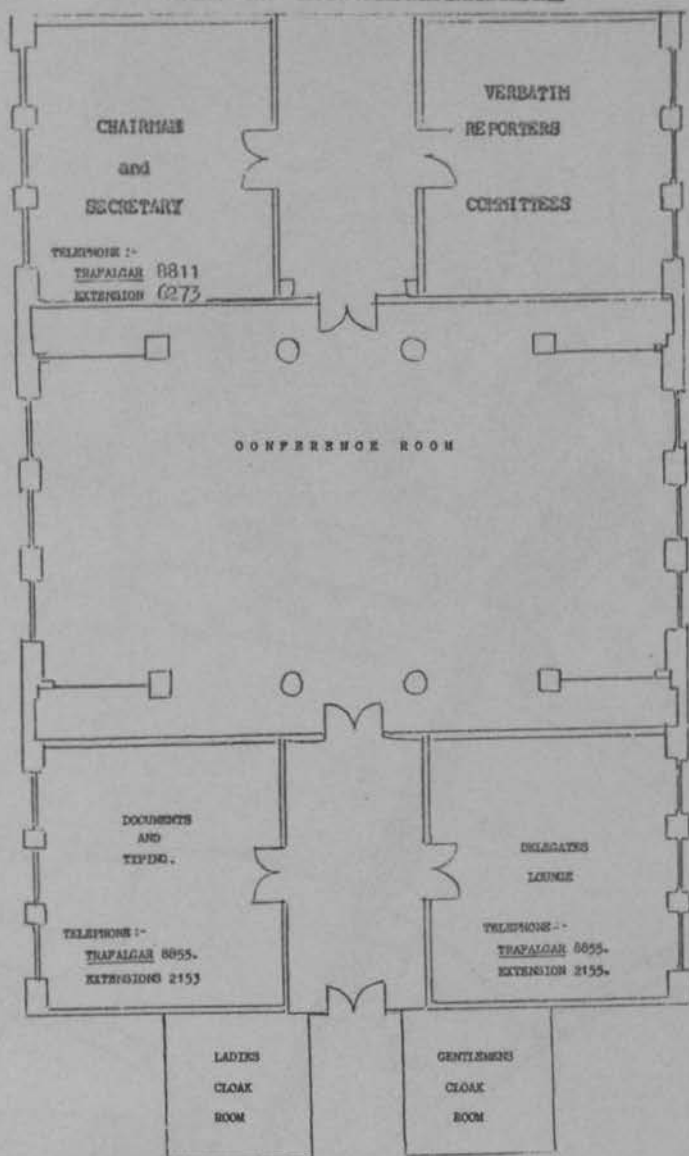 CHAIRMAN
and
SECRETARY
TELEPHONE :-
TRAFALGAR 8811
EXTENSION 6273
VERBATIM
REPORTERS
COMMITTEES
CONFERENCE ROOM
DOCUMENTS
AND
TYPING.
TELEPHONE :-
TRAFALGAR 8855.
EXTENSIONS 2153
DELEGATES
LOUNGE
TELEPHONE :-
TRAFALGAR 8855.
EXTENSION 2155.
LADIES
CLOAK
ROOM
GENTLEMENS
CLOAK
ROOM